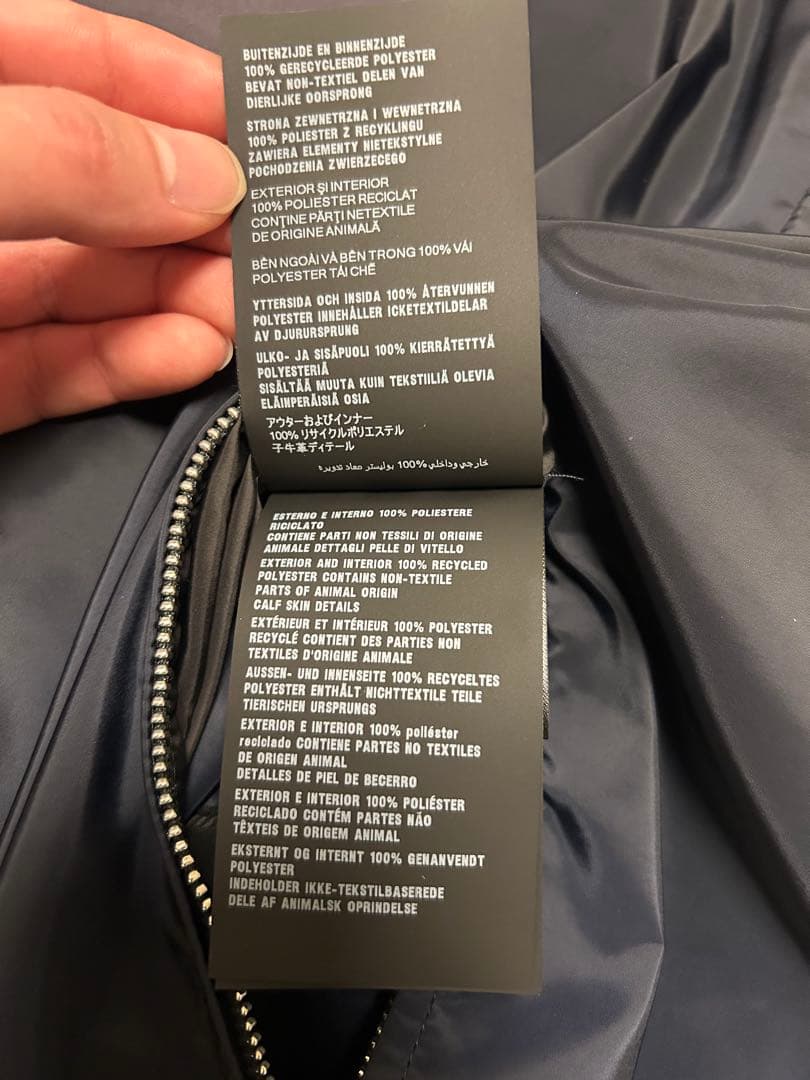 BUITENZIJDE EN BINNENZIJDE
100% GERECYCLEERDE POLYESTER
BEVAT NON-TEXTIEL DELEN VAN
DIERLIJKE OORSPRONG
STRONA ZEWNETRZNA I WEWNETRZNA
100% POLIESTER Z RECYKLINGU
ZAWIERA ELEMENTY NIETEKSTYLNE
POCHODZENIA ZWIERZECEGO
EXTERIOR ŞI INTERIOR
100% POLIESTER RECICLAT
CONȚINE PĂRȚI NETEXTILE
DE ORIGINE ANIMALĂ
BÊN NGOÀI VÀ BÊN TRONG 100% VẢI
POLYESTER TÁI CHẾ
YTTERSIDA OCH INSIDA 100% ÅTERVUNNEN
POLYESTER INNEHÅLLER ICKETEXTILDELAR
AV DJURURSPRUNG
ULKO- JA SISÄPUOLI 100% KIERRÄTETTYÄ
POLYESTERIÄ
SISÄLTÄÄ MUUTA KUIN TEKSTIILIÄ OLEVIA
ELÄINPERÄISIÄ OSIA
アウターおよびインナー
100% リサイクルポリエステル
子牛革ディテール
خارجي وداخلي %100 بوليستر معاد تدويره
ESTERNO E INTERNO 100% POLIESTERE
RICICLATO
CONTIENE PARTI NON TESSILI DI ORIGINE
ANIMALE DETTAGLI PELLE DI VITELLO
EXTERIOR AND INTERIOR 100% RECYCLED
POLYESTER CONTAINS NON-TEXTILE
PARTS OF ANIMAL ORIGIN
CALF SKIN DETAILS
EXTÉRIEUR ET INTÉRIEUR 100% POLYESTER
RECYCLÉ CONTIENT DES PARTIES NON
TEXTILES D'ORIGINE ANIMALE
AUSSEN- UND INNENSEITE 100% RECYCELTES
POLYESTER ENTHÄLT NICHTTEXTILE TEILE
TIERISCHEN URSPRUNGS
EXTERIOR E INTERIOR 100% poliéster
reciclado CONTIENE PARTES NO TEXTILES
DE ORIGEN ANIMAL
DETALLES DE PIEL DE BECERRO
EXTERIOR E INTERIOR 100% POLIÉSTER
RECICLADO CONTÉM PARTES NÃO
TÊXTEIS DE ORIGEM ANIMAL
EKSTERNT OG INTERNT 100% GENANVENDT
POLYESTER
INDEHOLDER IKKE-TEKSTILBASEREDE
DELE AF ANIMALSK OPRINDELSE